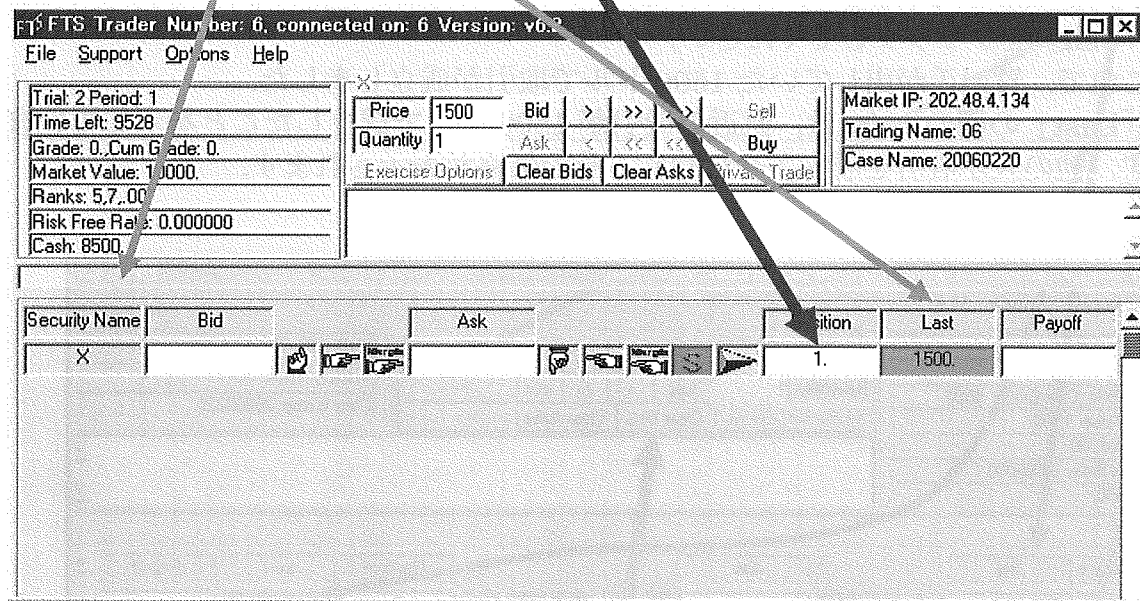 FTS Trader Number: 6, connected on: 6 Version: v6.2
File Support Options Help
Trial: 2 Period: 1
Time Left: 9528
Grade: 0.,Cum Grade: 0.
Market Value: 10000.
Ranks: 5,7,.00
Risk Free Rate: 0.000000
Cash: 8500.
X
Price 1500 Bid > >> >>> Sell
Quantity 1 Ask < << <<< Buy
Exercise Options Clear Bids Clear Asks Private Trade
Market IP: 202.48.4.134
Trading Name: 06
Case Name: 20060220
Security Name Bid Ask Position Last Payoff
X Margin Margin S 1. 1500.